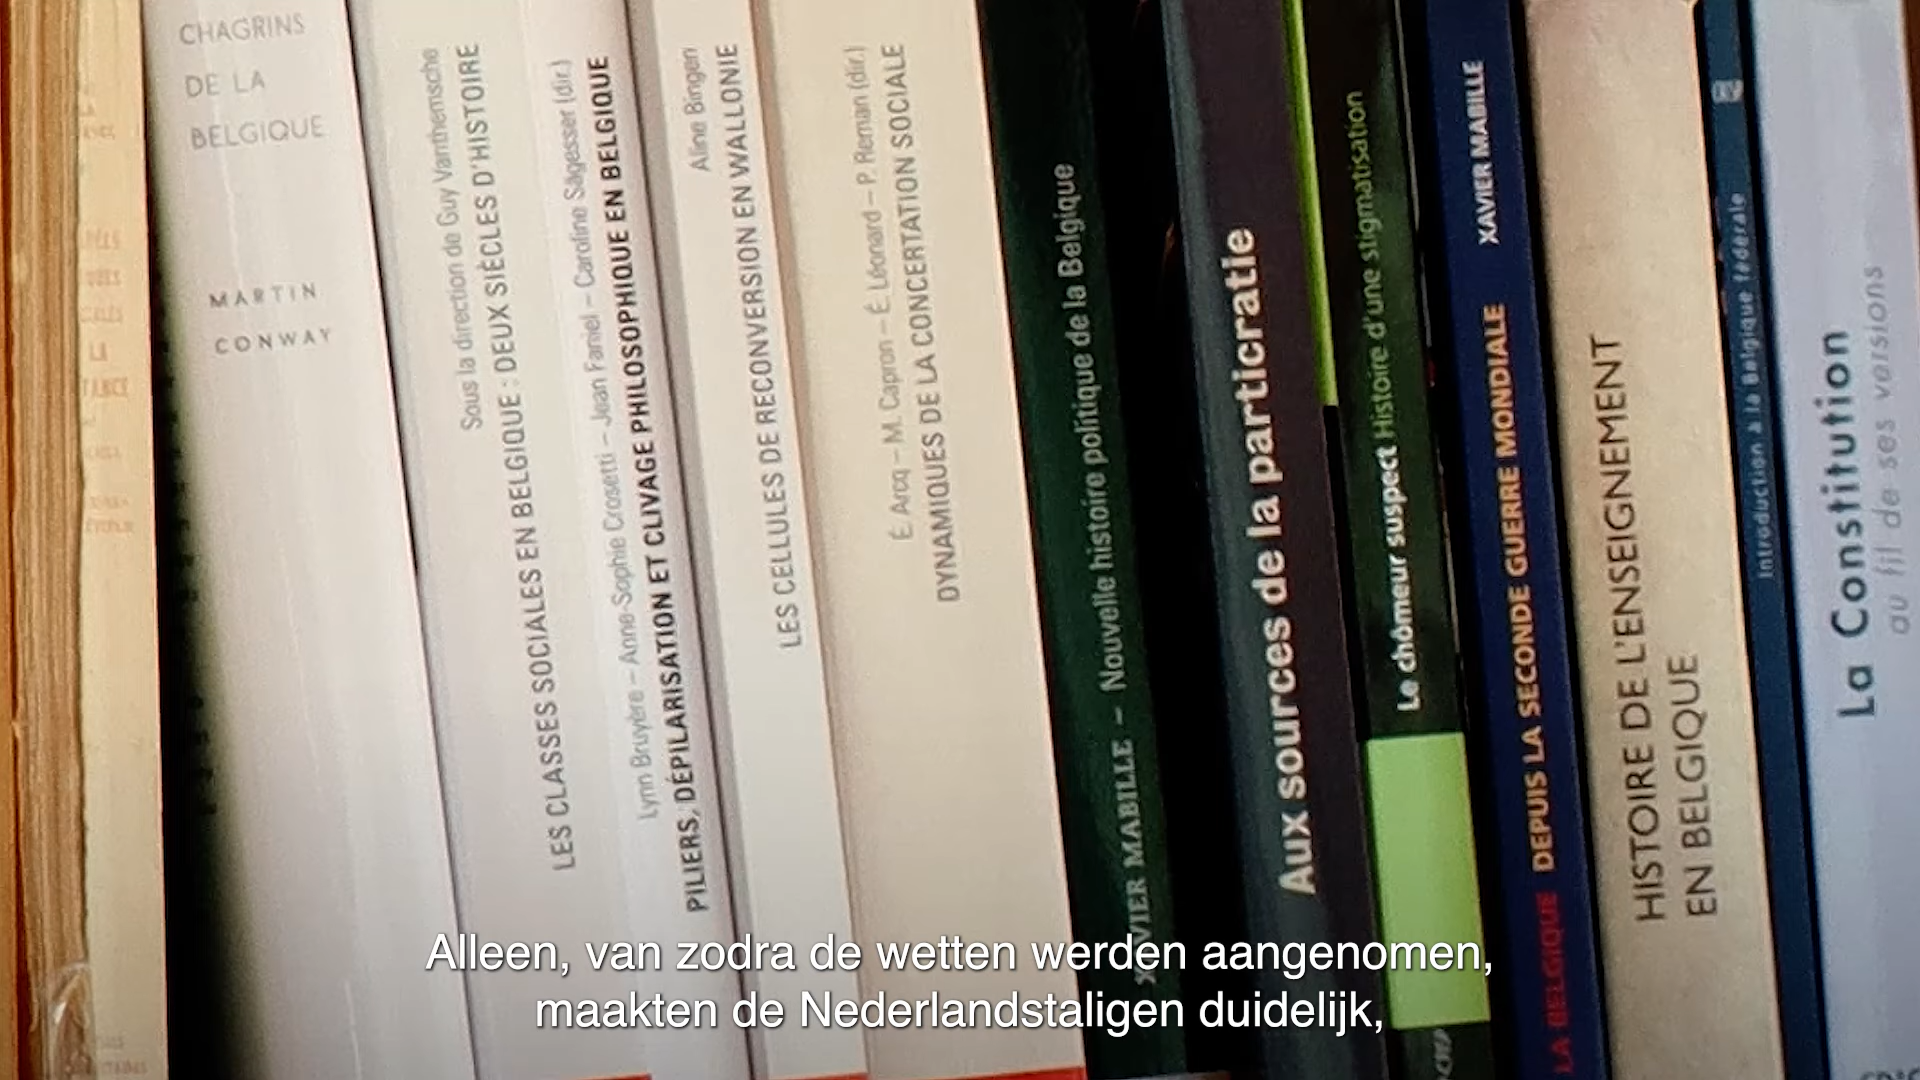 CHAGRINS
DE LA
BELGIQUE
MARTIN
CONWAY
Sous la direction de Guy Vanthemsche
LES CLASSES SOCIALES EN BELGIQUE : DEUX SIÈCLES D'HISTOIRE
Lynn Bruyère – Anne-Sophie Crosetti – Jean Faniel – Caroline Sägesser (dir.)
PILIERS, DÉPILARISATION ET CLIVAGE PHILOSOPHIQUE EN BELGIQUE
Aline Bingen
LES CELLULES DE RECONVERSION EN WALLONIE
É. Arcq – M. Capron – É. Léonard – P. Reman (dir.)
DYNAMIQUES DE LA CONCERTATION SOCIALE
XAVIER MABILLE – Nouvelle histoire politique de la Belgique
Aux sources de la particratie
Le chômeur suspect Histoire d'une stigmatisation
LA BELGIQUE DEPUIS LA SECONDE GUERRE MONDIALE XAVIER MABILLE
HISTOIRE DE L'ENSEIGNEMENT
EN BELGIQUE
Introduction à la Belgique fédérale
La Constitution
au fil de ses versions
Alleen, van zodra de wetten werden aangenomen,
maakten de Nederlandstaligen duidelijk,